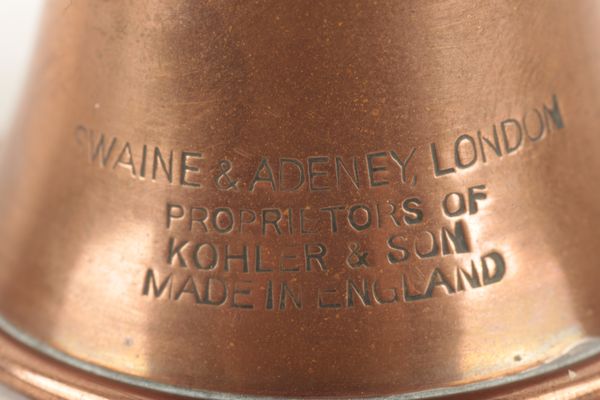 SWAINE & ADENEY, LONDON
PROPRIETORS OF
KOHLER & SON
MADE IN ENGLAND